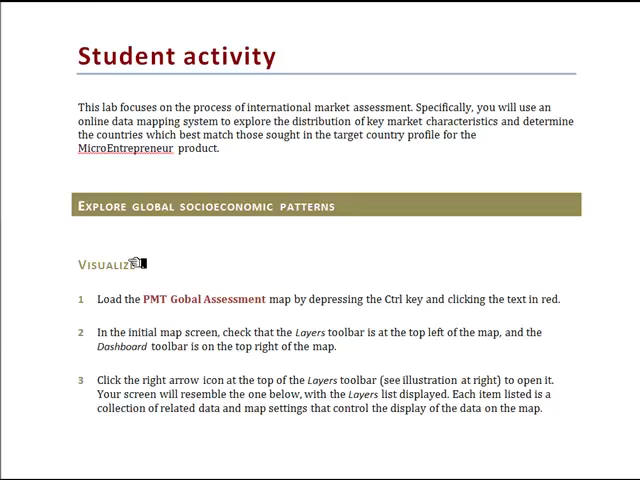 Student activity
This lab focuses on the process of international market assessment. Specifically, you will use an
online data mapping system to explore the distribution of key market characteristics and determine
the countries which best match those sought in the target country profile for the
MicroEntrepreneur product.
EXPLORE GLOBAL SOCIOECONOMIC PATTERNS
VISUALIZE
1 Load the PMT Gobal Assessment map by depressing the Ctrl key and clicking the text in red.
2 In the initial map screen, check that the Layers toolbar is at the top left of the map, and the
Dashboard toolbar is on the top right of the map.
3 Click the right arrow icon at the top of the Layers toolbar (see illustration at right) to open it.
Your screen will resemble the one below, with the Layers list displayed. Each item listed is a
collection of related data and map settings that control the display of the data on the map.